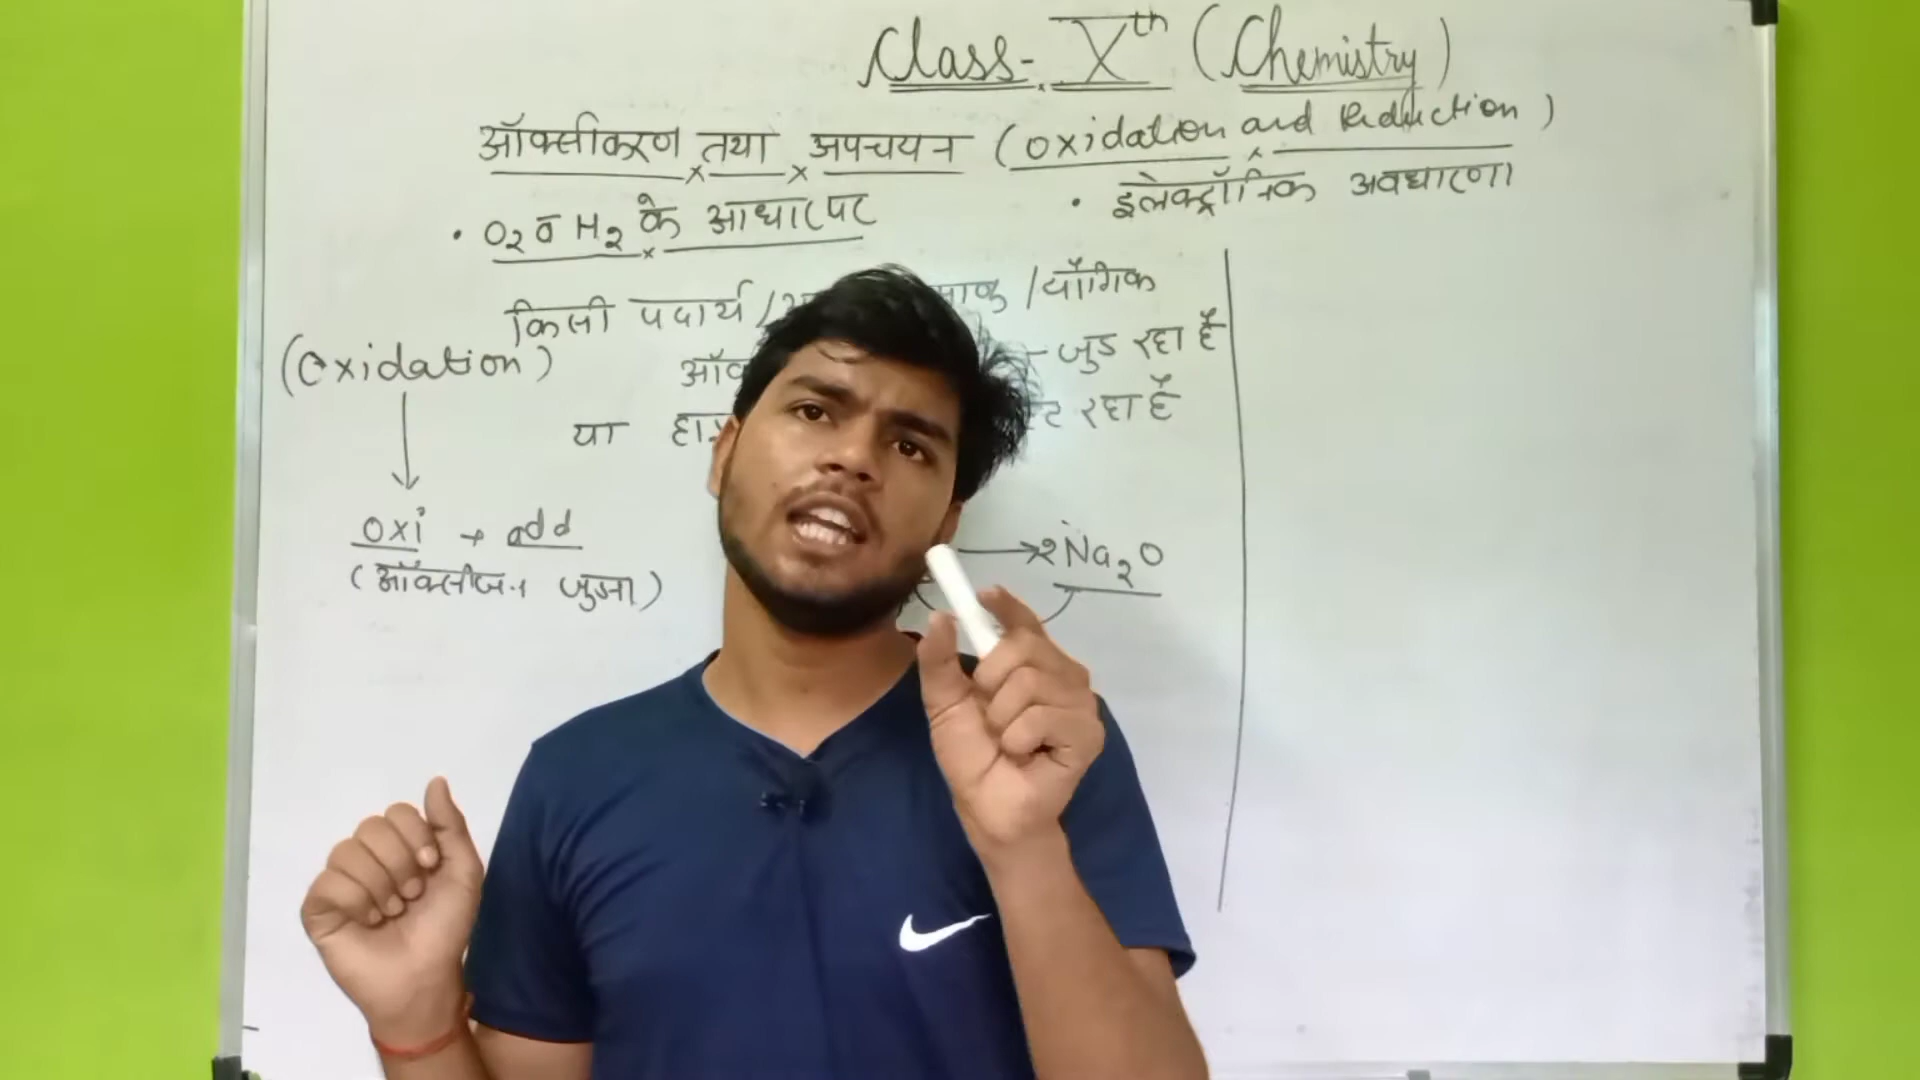 Class- Xth (Chemistry)
ऑक्सीकरण तथा अपचयन (Oxidation and Reduction)
• O2 व H2 के आधार पर
• इलेक्ट्रॉनिक अवधारणा
किसी पदार्थ / / यौगिक
(Oxidation)
जुड रहा है
या रहा है
oxi + add
(ऑक्सीजन जुडना)
→ 2Na2O